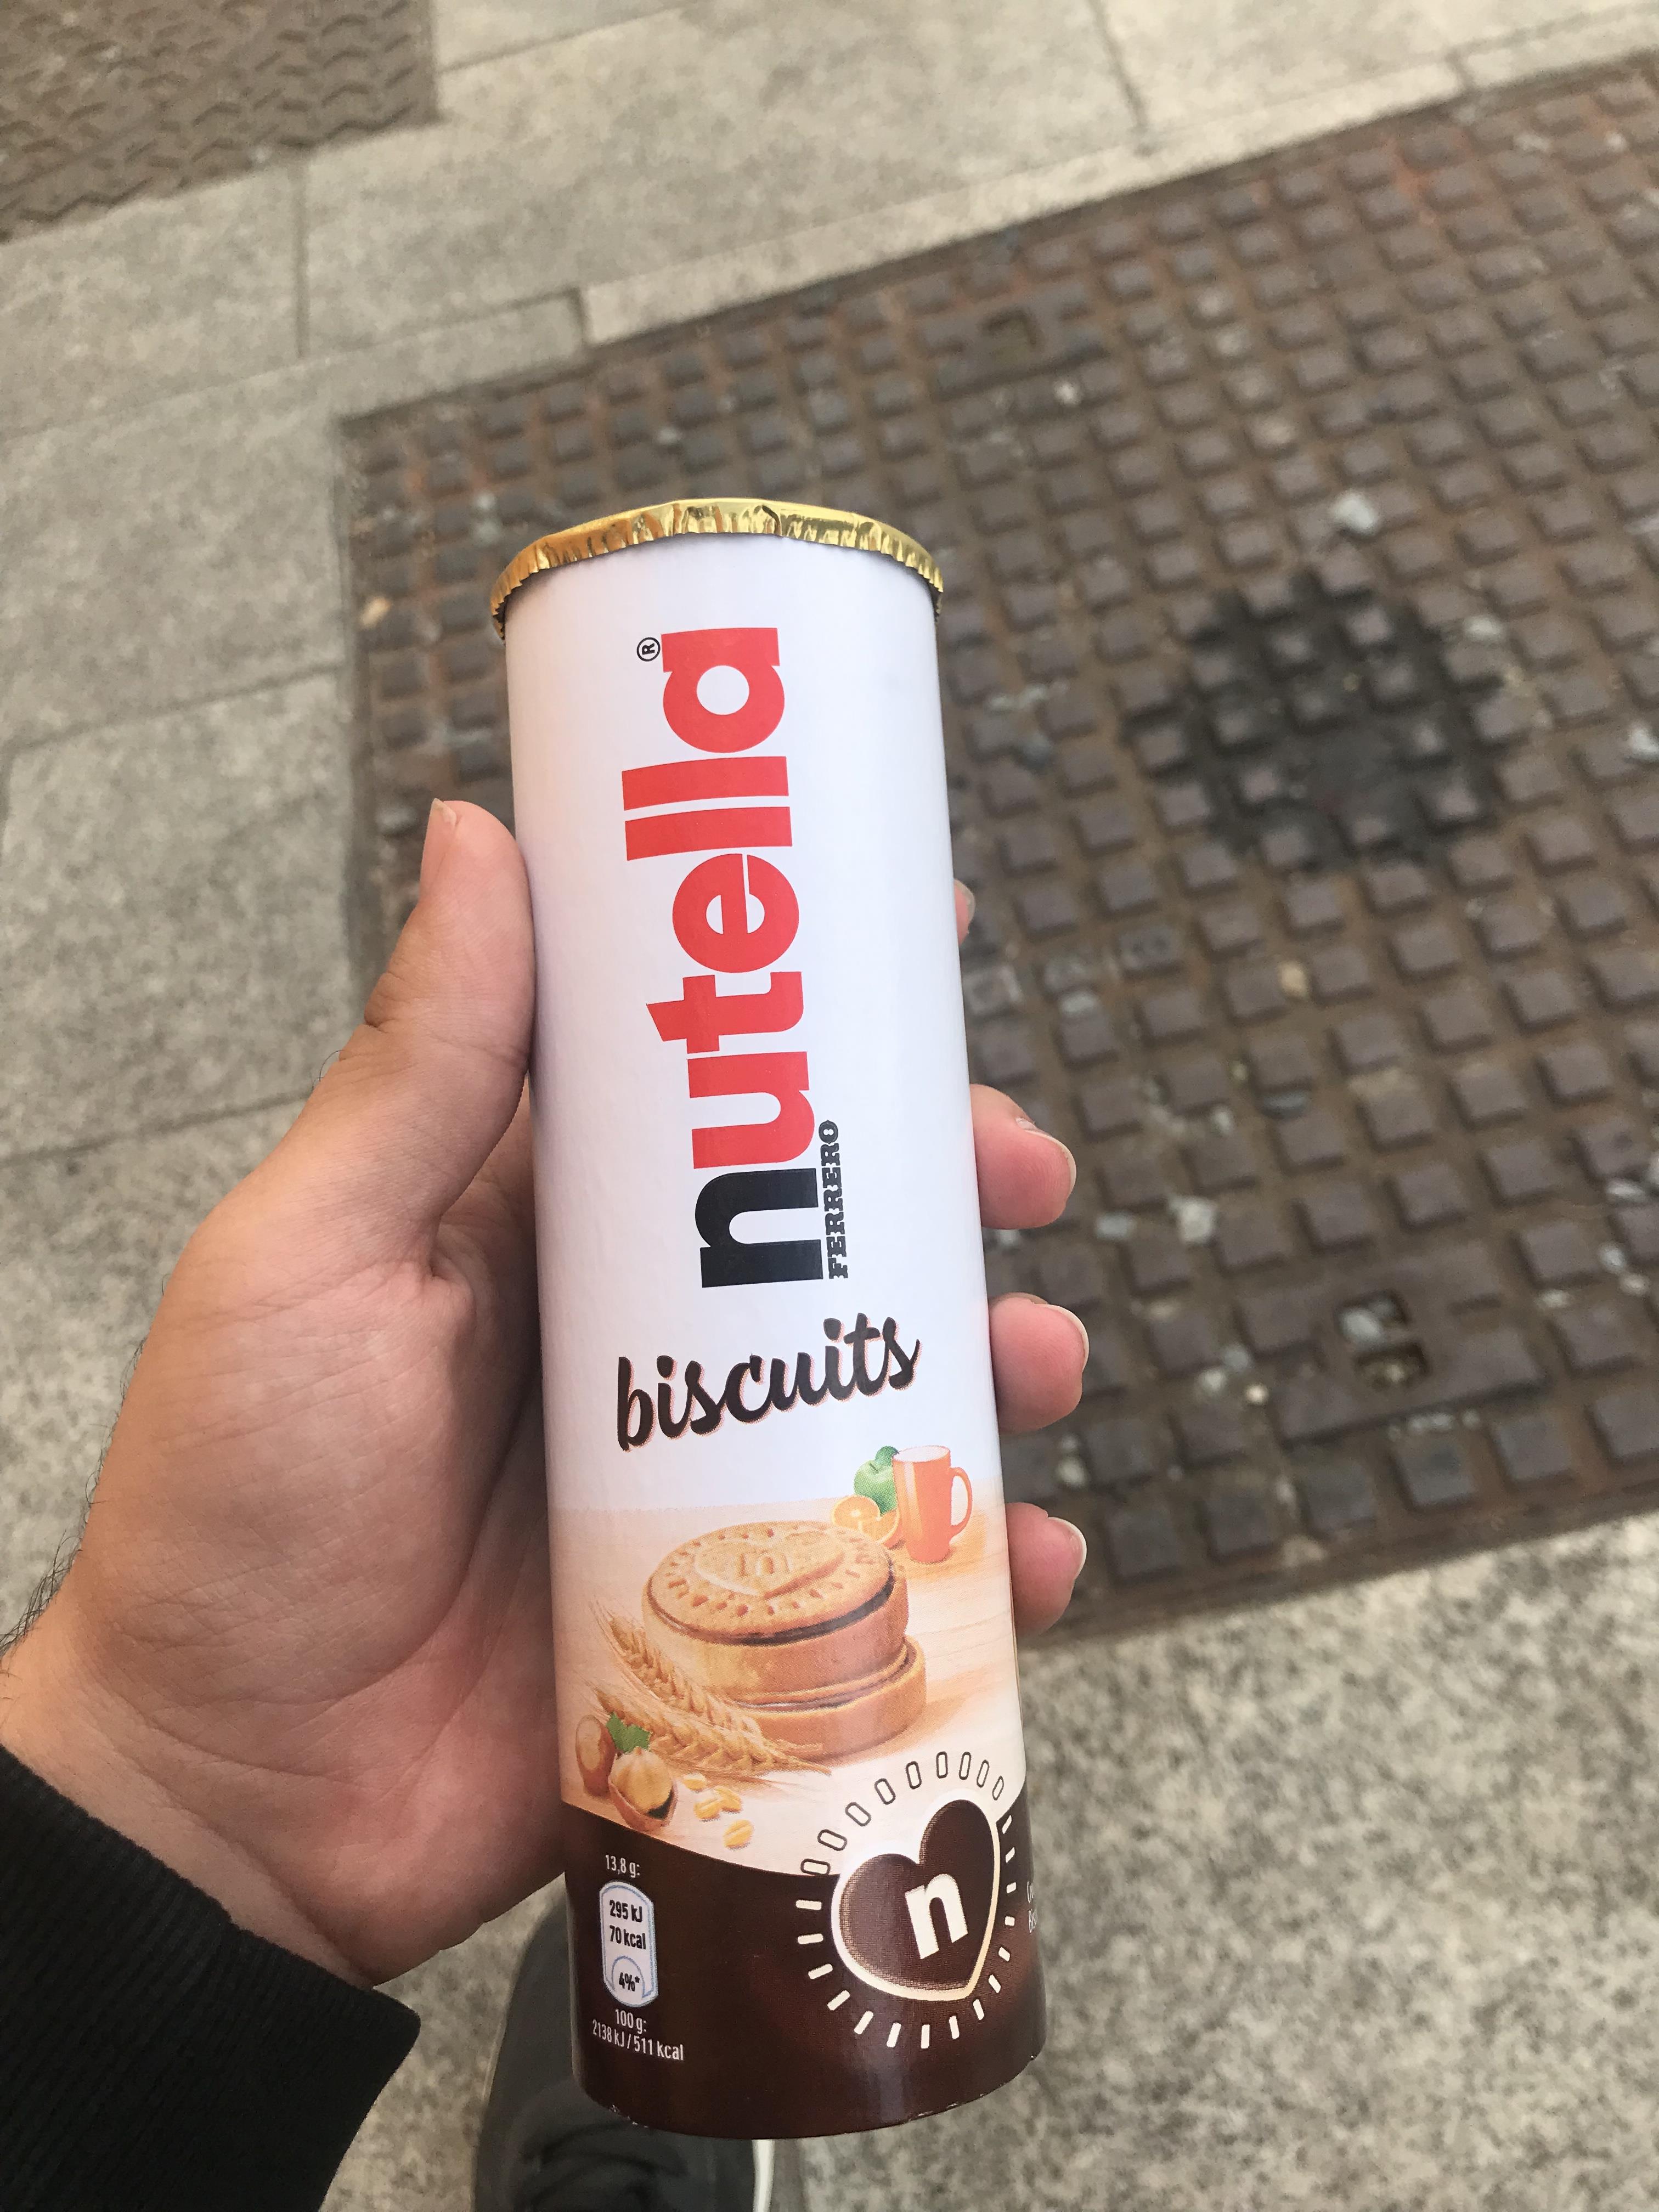 nutella®
FERRERO
biscuits
n
13,8 g:
295 kJ
70 kcal
4%*
100 g:
2138 kJ / 511 kcal
n